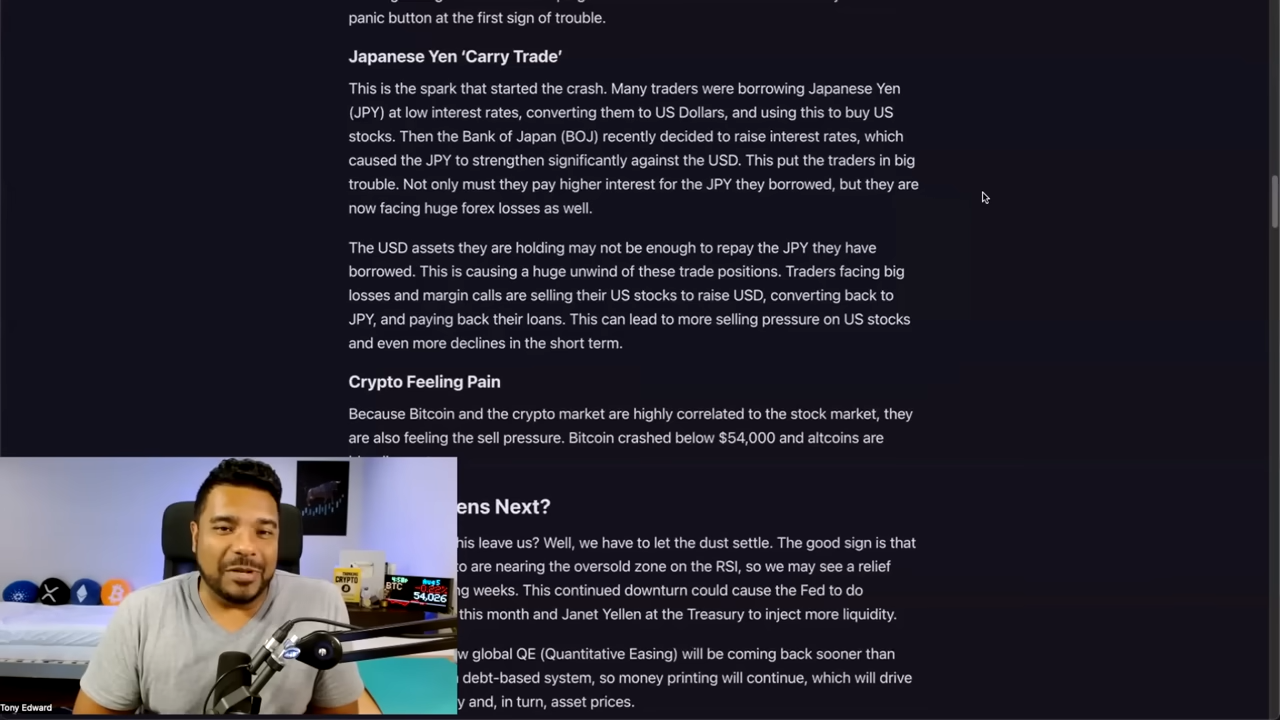 panic button at the first sign of trouble.
Japanese Yen ‘Carry Trade’
This is the spark that started the crash. Many traders were borrowing Japanese Yen
(JPY) at low interest rates, converting them to US Dollars, and using this to buy US
stocks. Then the Bank of Japan (BOJ) recently decided to raise interest rates, which
caused the JPY to strengthen significantly against the USD. This put the traders in big
trouble. Not only must they pay higher interest for the JPY they borrowed, but they are
now facing huge forex losses as well.
The USD assets they are holding may not be enough to repay the JPY they have
borrowed. This is causing a huge unwind of these trade positions. Traders facing big
losses and margin calls are selling their US stocks to raise USD, converting back to
JPY, and paying back their loans. This can lead to more selling pressure on US stocks
and even more declines in the short term.
Crypto Feeling Pain
Because Bitcoin and the crypto market are highly correlated to the stock market, they
are also feeling the sell pressure. Bitcoin crashed below $54,000 and altcoins are
ens Next?
his leave us? Well, we have to let the dust settle. The good sign is that
o are nearing the oversold zone on the RSI, so we may see a relief
ng weeks. This continued downturn could cause the Fed to do
this month and Janet Yellen at the Treasury to inject more liquidity.
w global QE (Quantitative Easing) will be coming back sooner than
debt-based system, so money printing will continue, which will drive
y and, in turn, asset prices.
CRYPTO
BTC
54,026
Tony Edward